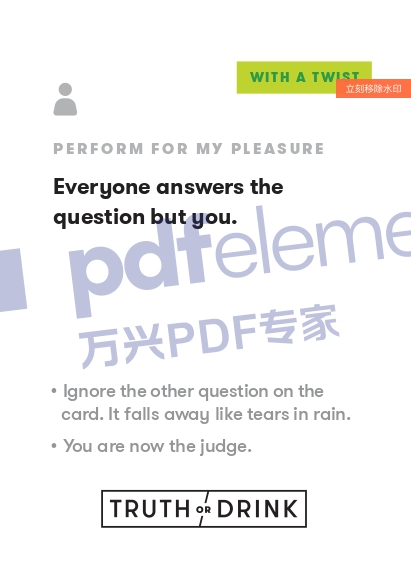 WITH A TWIST
立刻移除水印
PERFORM FOR MY PLEASURE
Everyone answers the
question but you.
pdfeleme
万兴PDF专家
• Ignore the other question on the
card. It falls away like tears in rain.
• You are now the judge.
TRUTH OR DRINK